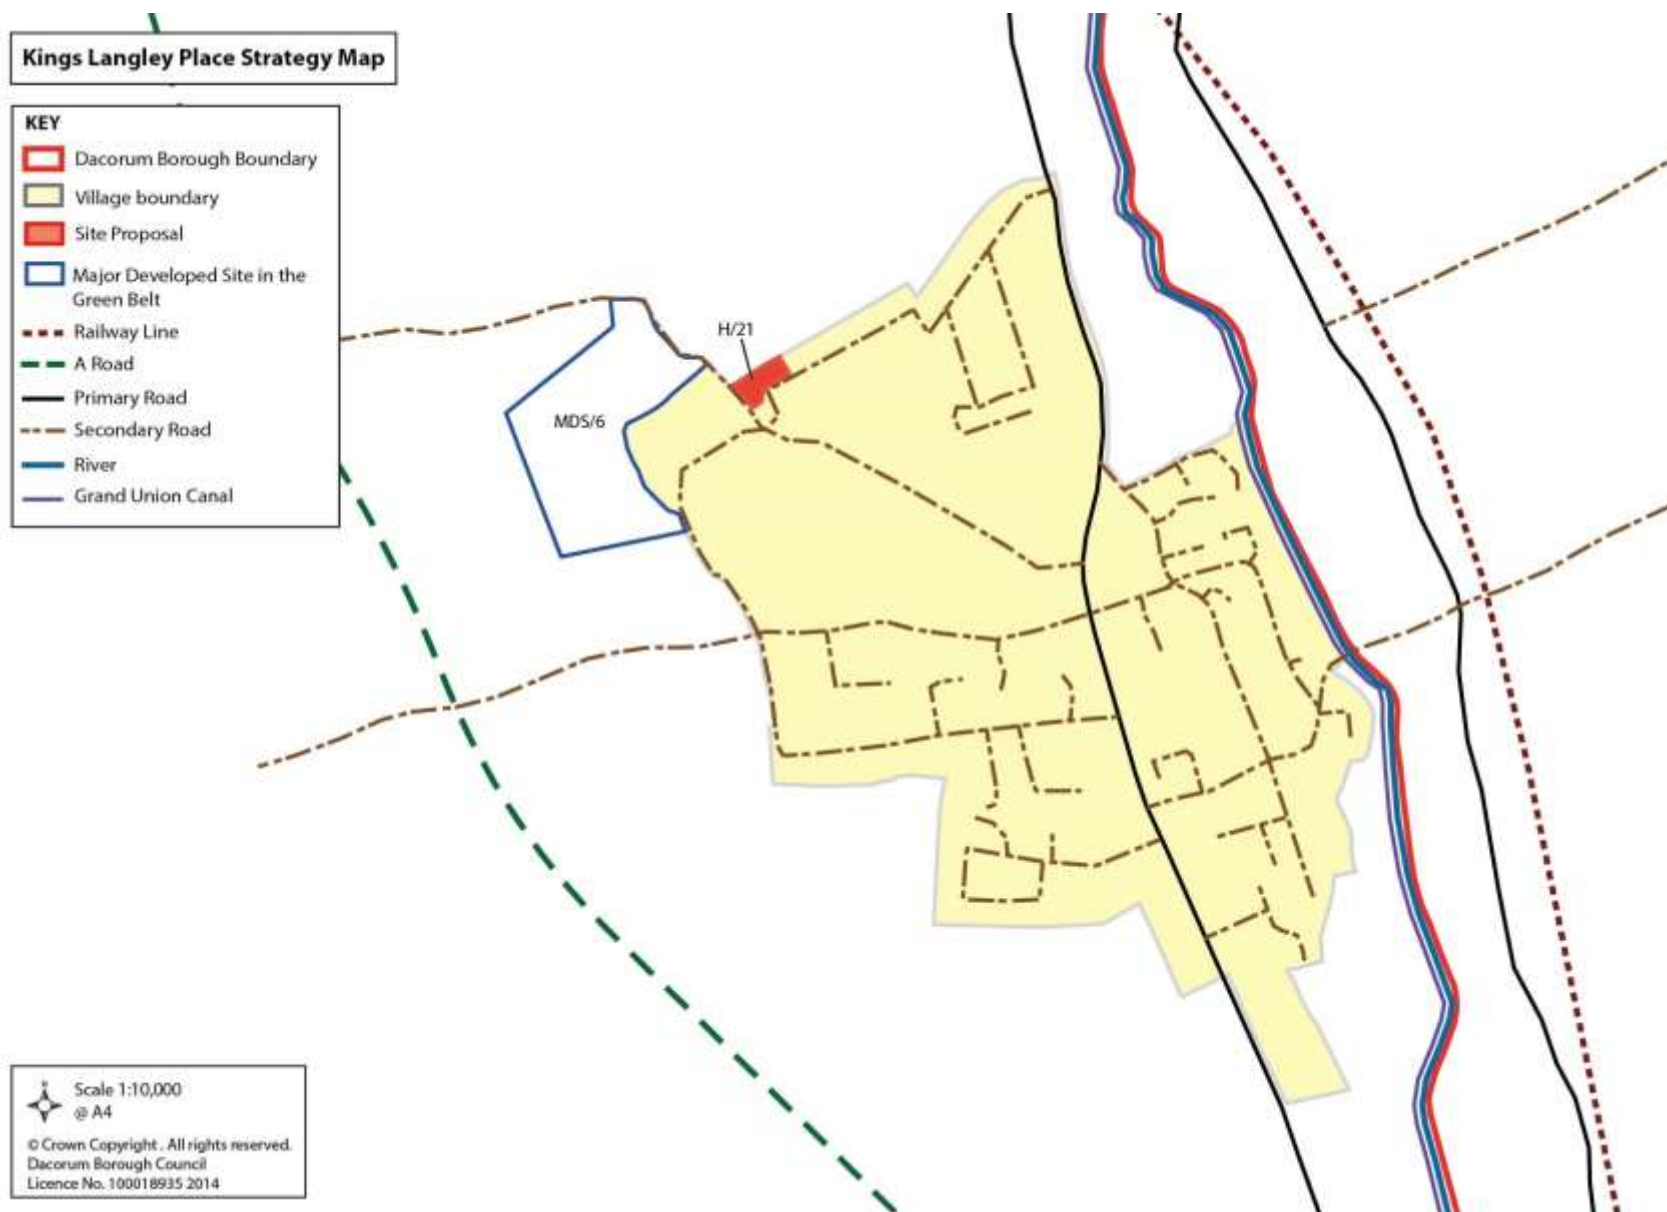 Kings Langley Place Strategy Map
KEY
Dacorum Borough Boundary
Village boundary
Site Proposal
Major Developed Site in the
Green Belt
Railway Line
A Road
Primary Road
Secondary Road
River
Grand Union Canal
H/21
MDS/6
Scale 1:10,000
@ A4
© Crown Copyright . All rights reserved.
Dacorum Borough Council
Licence No. 100018935 2014